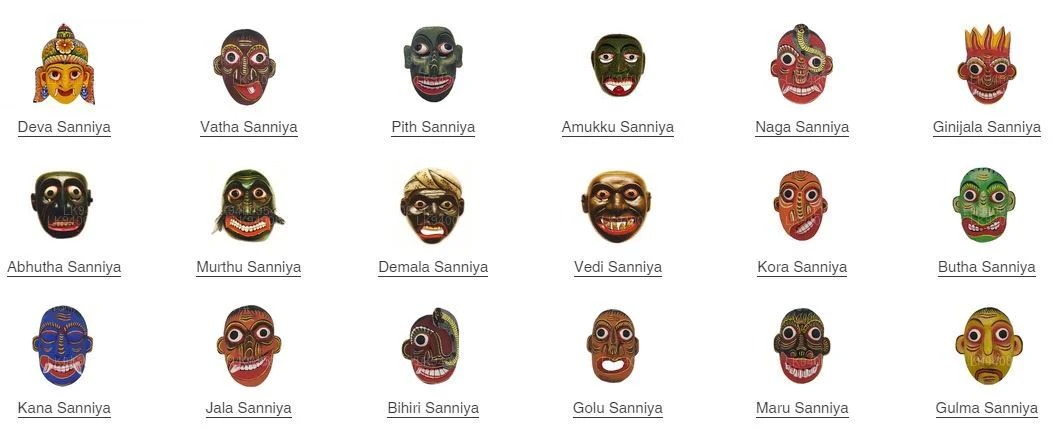 Deva Sanniya
Vatha Sanniya
Pith Sanniya
Amukku Sanniya
Naga Sanniya
Ginijala Sanniya
Abhutha Sanniya
Murthu Sanniya
Demala Sanniya
Vedi Sanniya
Kora Sanniya
Butha Sanniya
Kana Sanniya
Jala Sanniya
Bihiri Sanniya
Golu Sanniya
Maru Sanniya
Gulma Sanniya